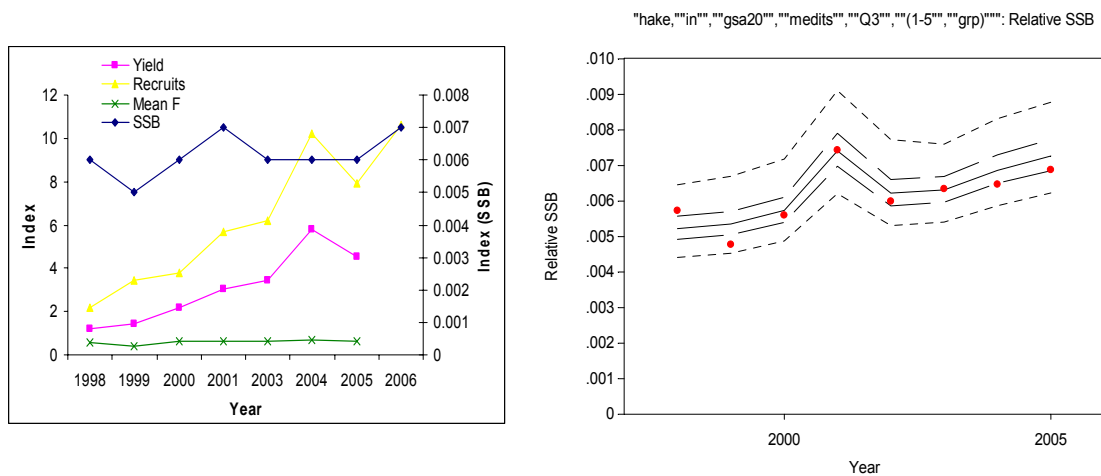 Yield
Recruits
Mean F
SSB
12
10
8
6
4
2
0
Index
0.008
0.007
0.006
0.005
0.004
0.003
0.002
0.001
0.000
Index (SSB)
1998 1999 2000 2001 2003 2004 2005 2006
Year
"hake,""in"",""gsa20"",""medits"",""Q3"",""(1-5"",""grp)""": Relative SSB
.010
.009
.008
.007
.006
.005
.004
.003
.002
.001
0
Relative SSB
2000 2005
Year